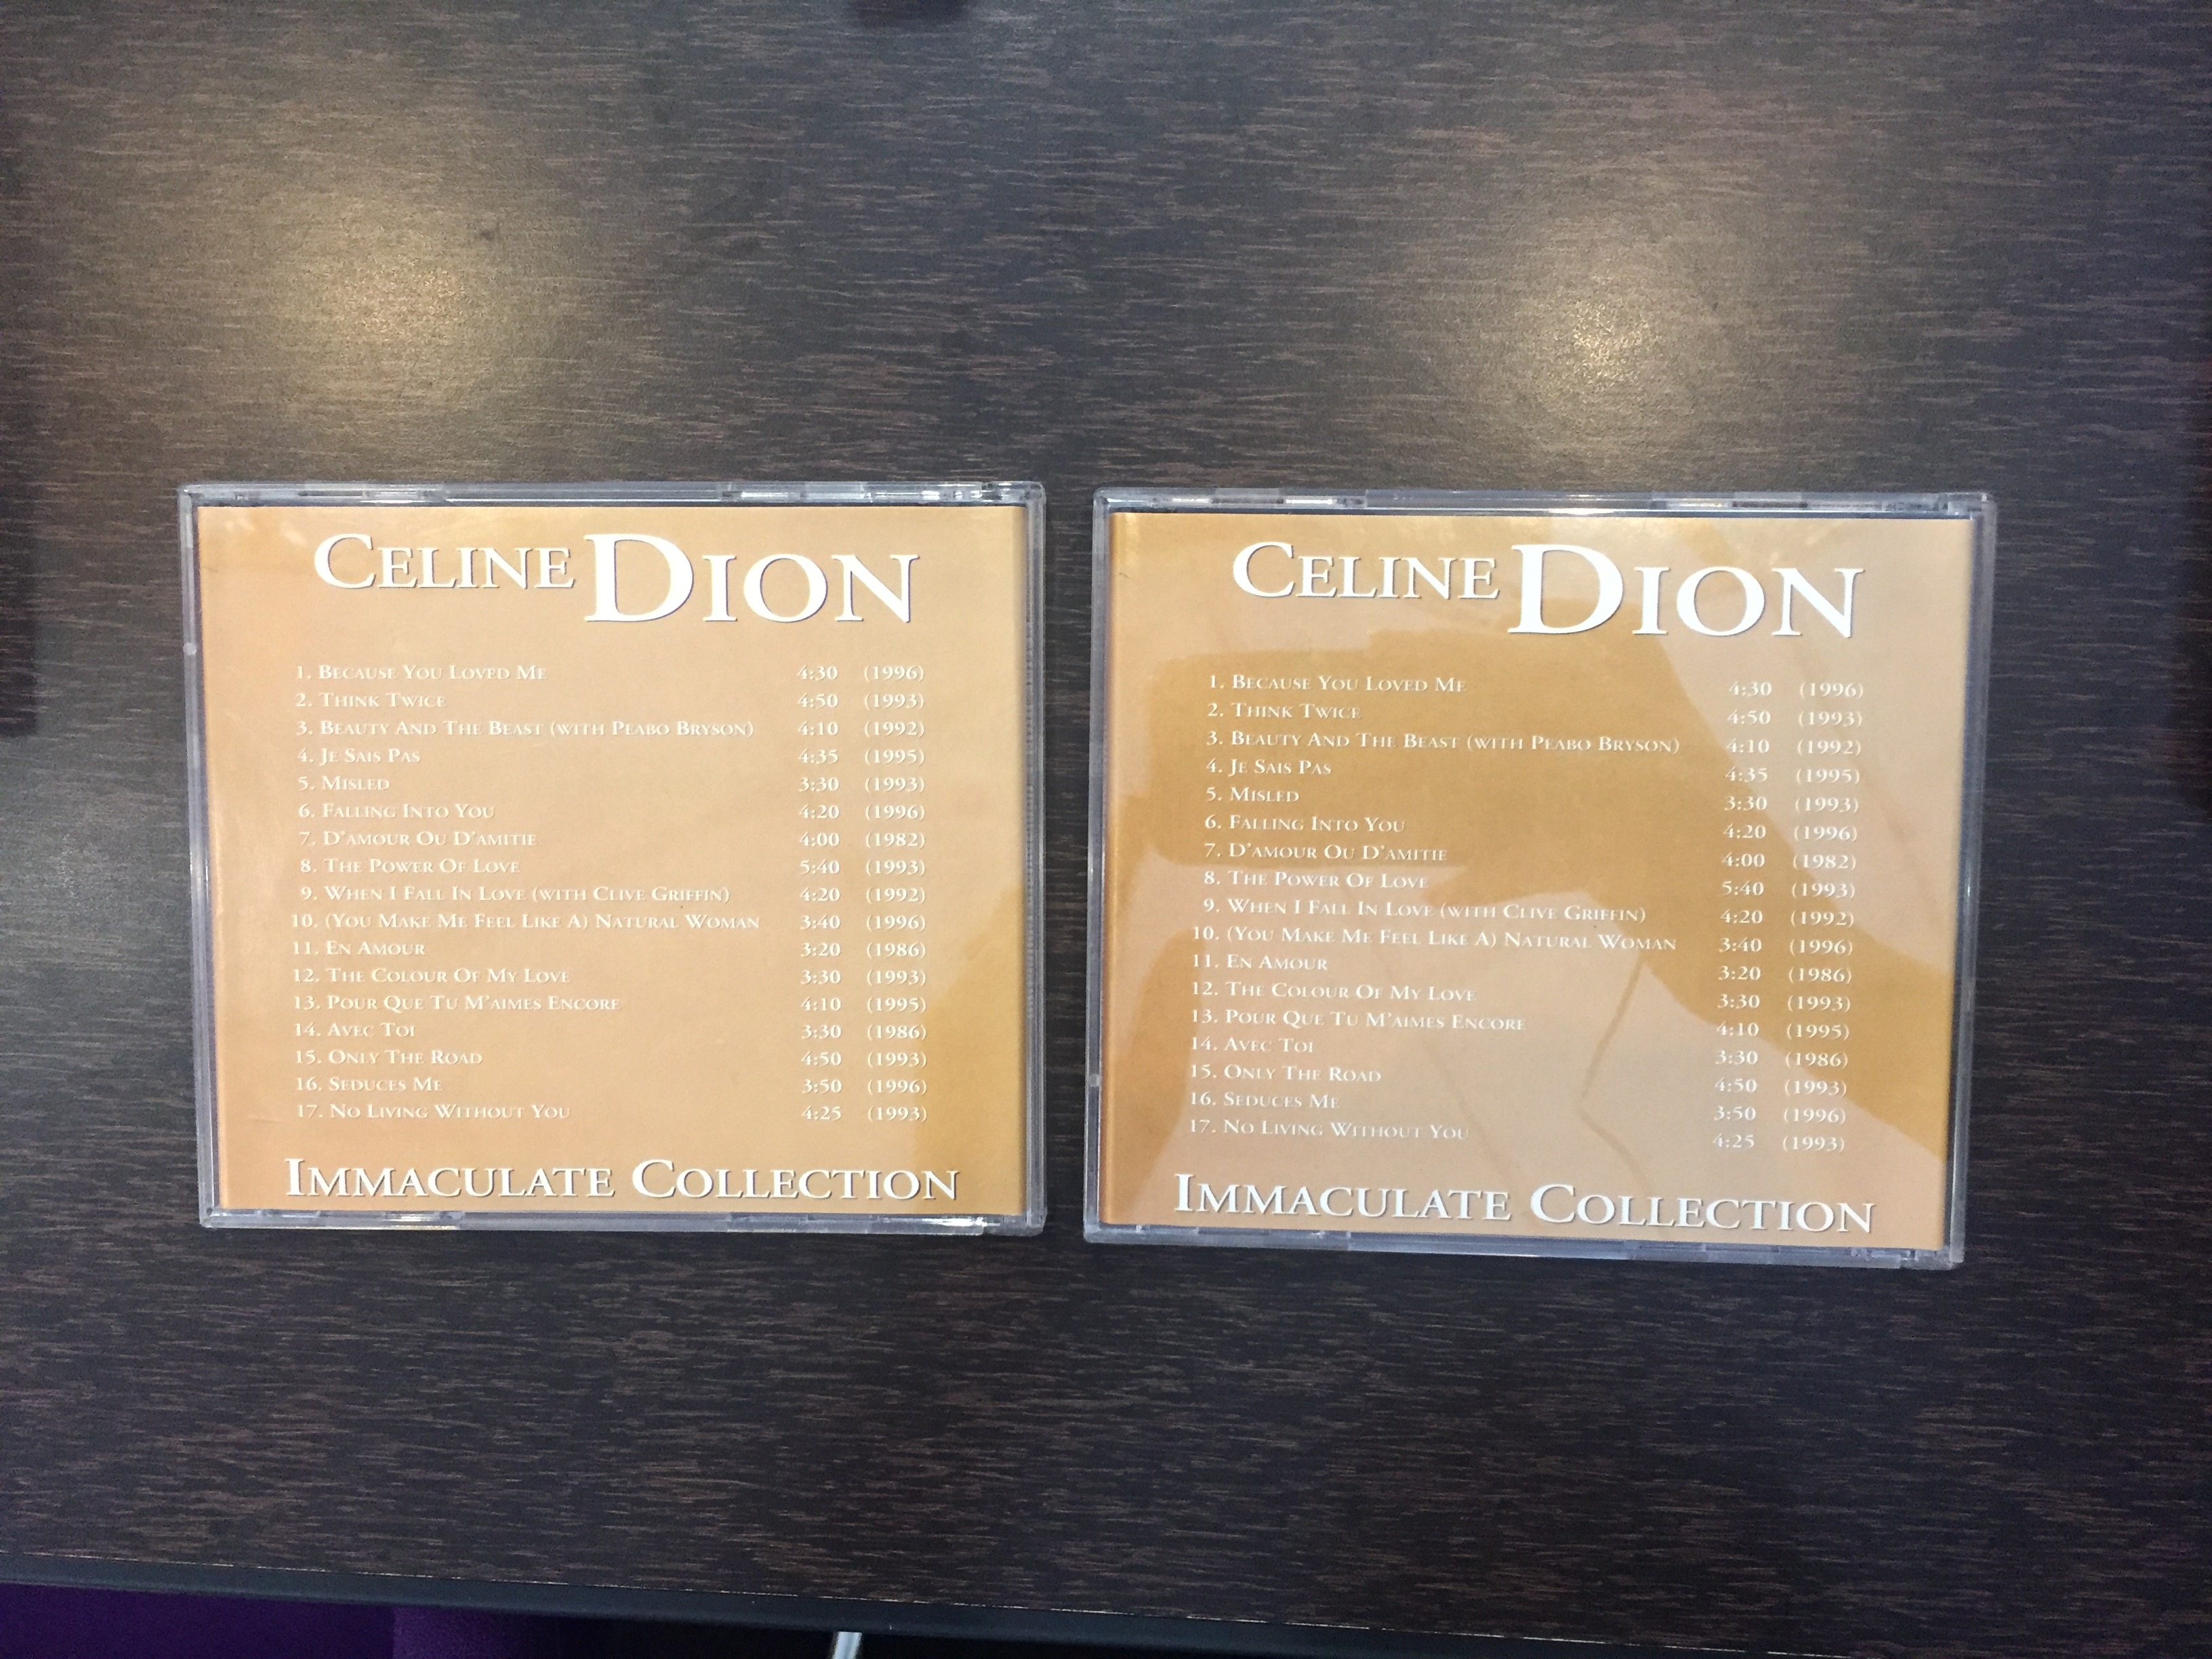 CELINE DION
1. BECAUSE YOU LOVED ME 4:30 (1996)
2. THINK TWICE 4:50 (1993)
3. BEAUTY AND THE BEAST (WITH PEABO BRYSON) 4:10 (1992)
4. JE SAIS PAS 4:35 (1995)
5. MISLED 3:30 (1993)
6. FALLING INTO YOU 4:20 (1996)
7. D'AMOUR OU D'AMITIE 4:00 (1982)
8. THE POWER OF LOVE 5:40 (1993)
9. WHEN I FALL IN LOVE (WITH CLIVE GRIFFIN) 4:20 (1992)
10. (YOU MAKE ME FEEL LIKE A) NATURAL WOMAN 3:40 (1996)
11. EN AMOUR 3:20 (1986)
12. THE COLOUR OF MY LOVE 3:30 (1993)
13. POUR QUE TU M'AIMES ENCORE 4:10 (1995)
14. AVEC TOI 3:30 (1986)
15. ONLY THE ROAD 4:50 (1993)
16. SEDUCES ME 3:50 (1996)
17. NO LIVING WITHOUT YOU 4:25 (1993)
IMMACULATE COLLECTION
CELINE DION
1. BECAUSE YOU LOVED ME 4:30 (1996)
2. THINK TWICE 4:50 (1993)
3. BEAUTY AND THE BEAST (WITH PEABO BRYSON) 4:10 (1992)
4. JE SAIS PAS 4:35 (1995)
5. MISLED 3:30 (1993)
6. FALLING INTO YOU 4:20 (1996)
7. D'AMOUR OU D'AMITIE 4:00 (1982)
8. THE POWER OF LOVE 5:40 (1993)
9. WHEN I FALL IN LOVE (WITH CLIVE GRIFFIN) 4:20 (1992)
10. (YOU MAKE ME FEEL LIKE A) NATURAL WOMAN 3:40 (1996)
11. EN AMOUR 3:20 (1986)
12. THE COLOUR OF MY LOVE 3:30 (1993)
13. POUR QUE TU M'AIMES ENCORE 4:10 (1995)
14. AVEC TOI 3:30 (1986)
15. ONLY THE ROAD 4:50 (1993)
16. SEDUCES ME 3:50 (1996)
17. NO LIVING WITHOUT YOU 4:25 (1993)
IMMACULATE COLLECTION